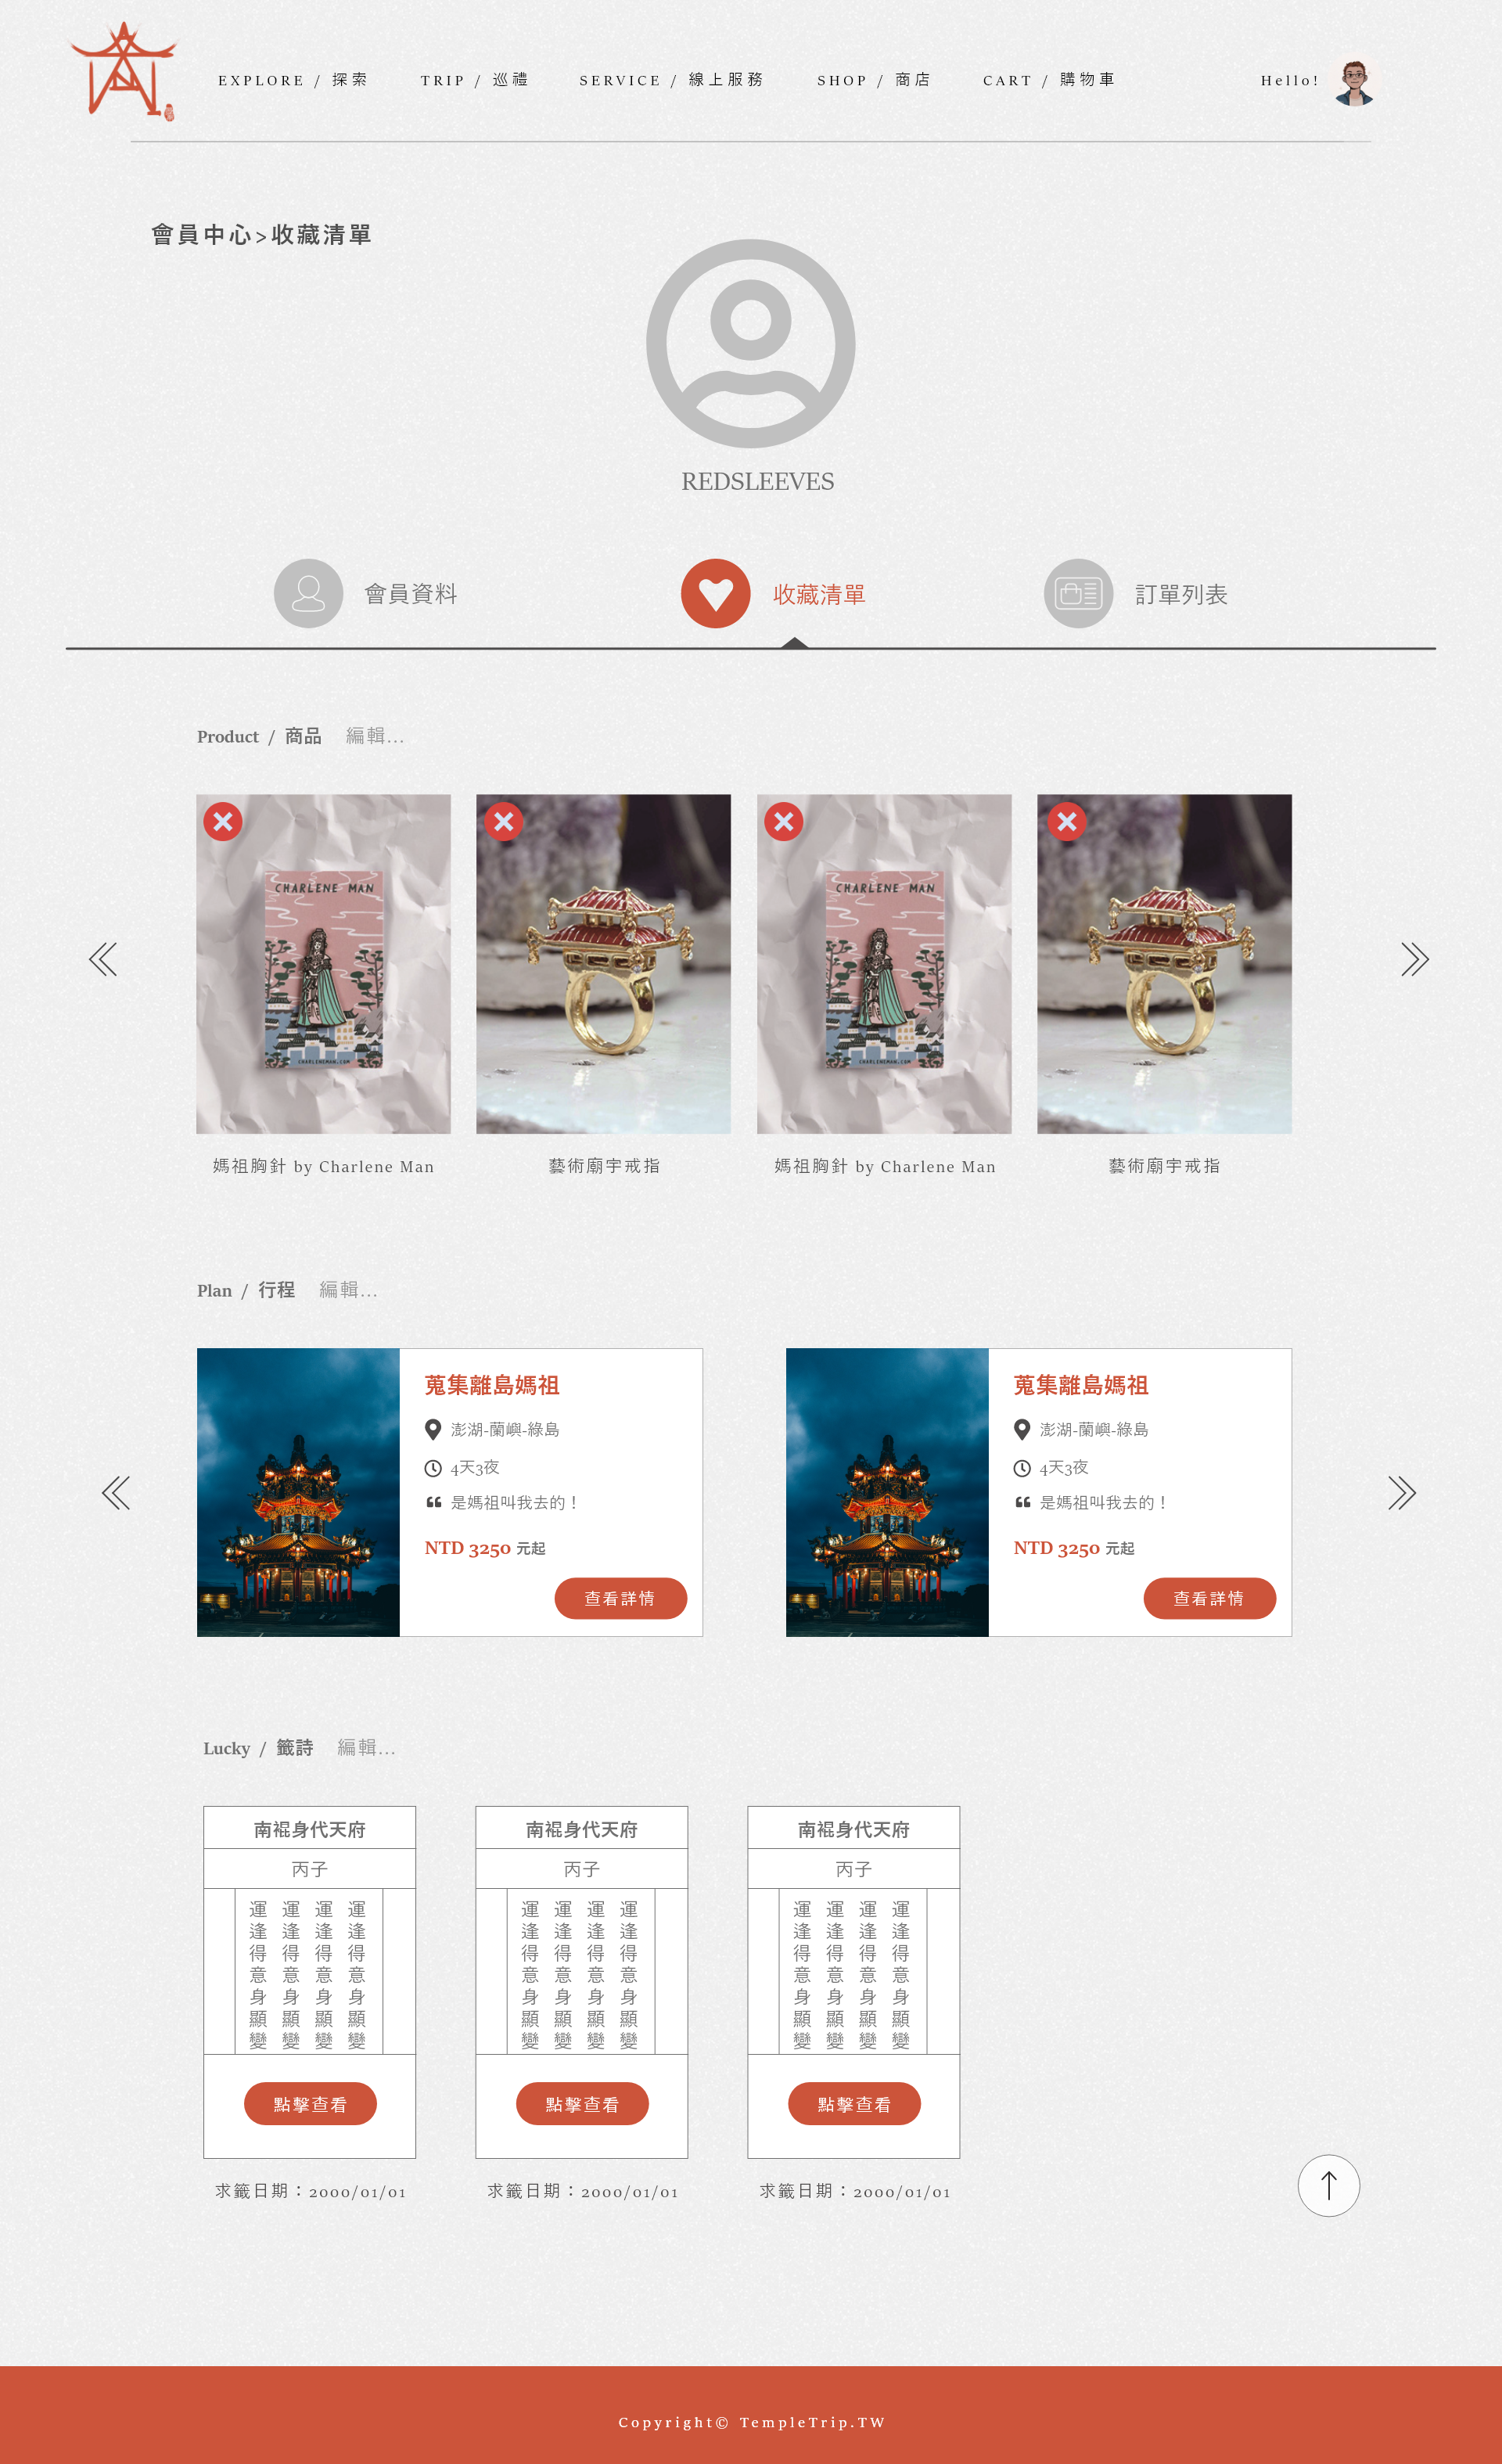 EXPLORE / 探索 TRIP / 巡禮 SERVICE / 線上服務 SHOP / 商店 CART / 購物車 Hello!
會員中心>收藏清單
REDSLEEVES
會員資料 收藏清單 訂單列表
Product / 商品 編輯...
CHARLENE MAN CHARLENE MAN
CHARLENEMAN.COM CHARLENEMAN.COM
媽祖胸針 by Charlene Man 藝術廟宇戒指 媽祖胸針 by Charlene Man 藝術廟宇戒指
Plan / 行程 編輯...
蒐集離島媽祖
澎湖-蘭嶼-綠島
4天3夜
是媽祖叫我去的！
NTD 3250 元起
查看詳情
蒐集離島媽祖
澎湖-蘭嶼-綠島
4天3夜
是媽祖叫我去的！
NTD 3250 元起
查看詳情
Lucky / 籤詩 編輯...
南裩身代天府
丙子
運逢得意身顯變
運逢得意身顯變
運逢得意身顯變
運逢得意身顯變
點擊查看
求籤日期：2000/01/01
南裩身代天府
丙子
運逢得意身顯變
運逢得意身顯變
運逢得意身顯變
運逢得意身顯變
點擊查看
求籤日期：2000/01/01
南裩身代天府
丙子
運逢得意身顯變
運逢得意身顯變
運逢得意身顯變
運逢得意身顯變
點擊查看
求籤日期：2000/01/01
Copyright© TempleTrip.TW